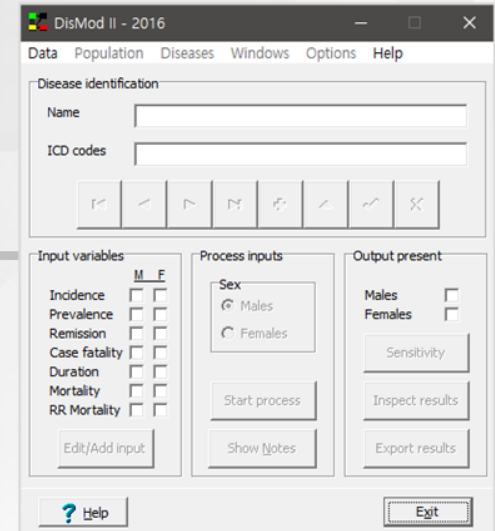 DisMod II - 2016
Data Population Diseases Windows Options Help
Disease identification
Name
ICD codes
Input variables
M F
Incidence
Prevalence
Remission
Case fatality
Duration
Mortality
RR Mortality
Edit/Add input
Process inputs
Sex
Males
Females
Start process
Show Notes
Output present
Males
Females
Sensitivity
Inspect results
Export results
? Help
Exit